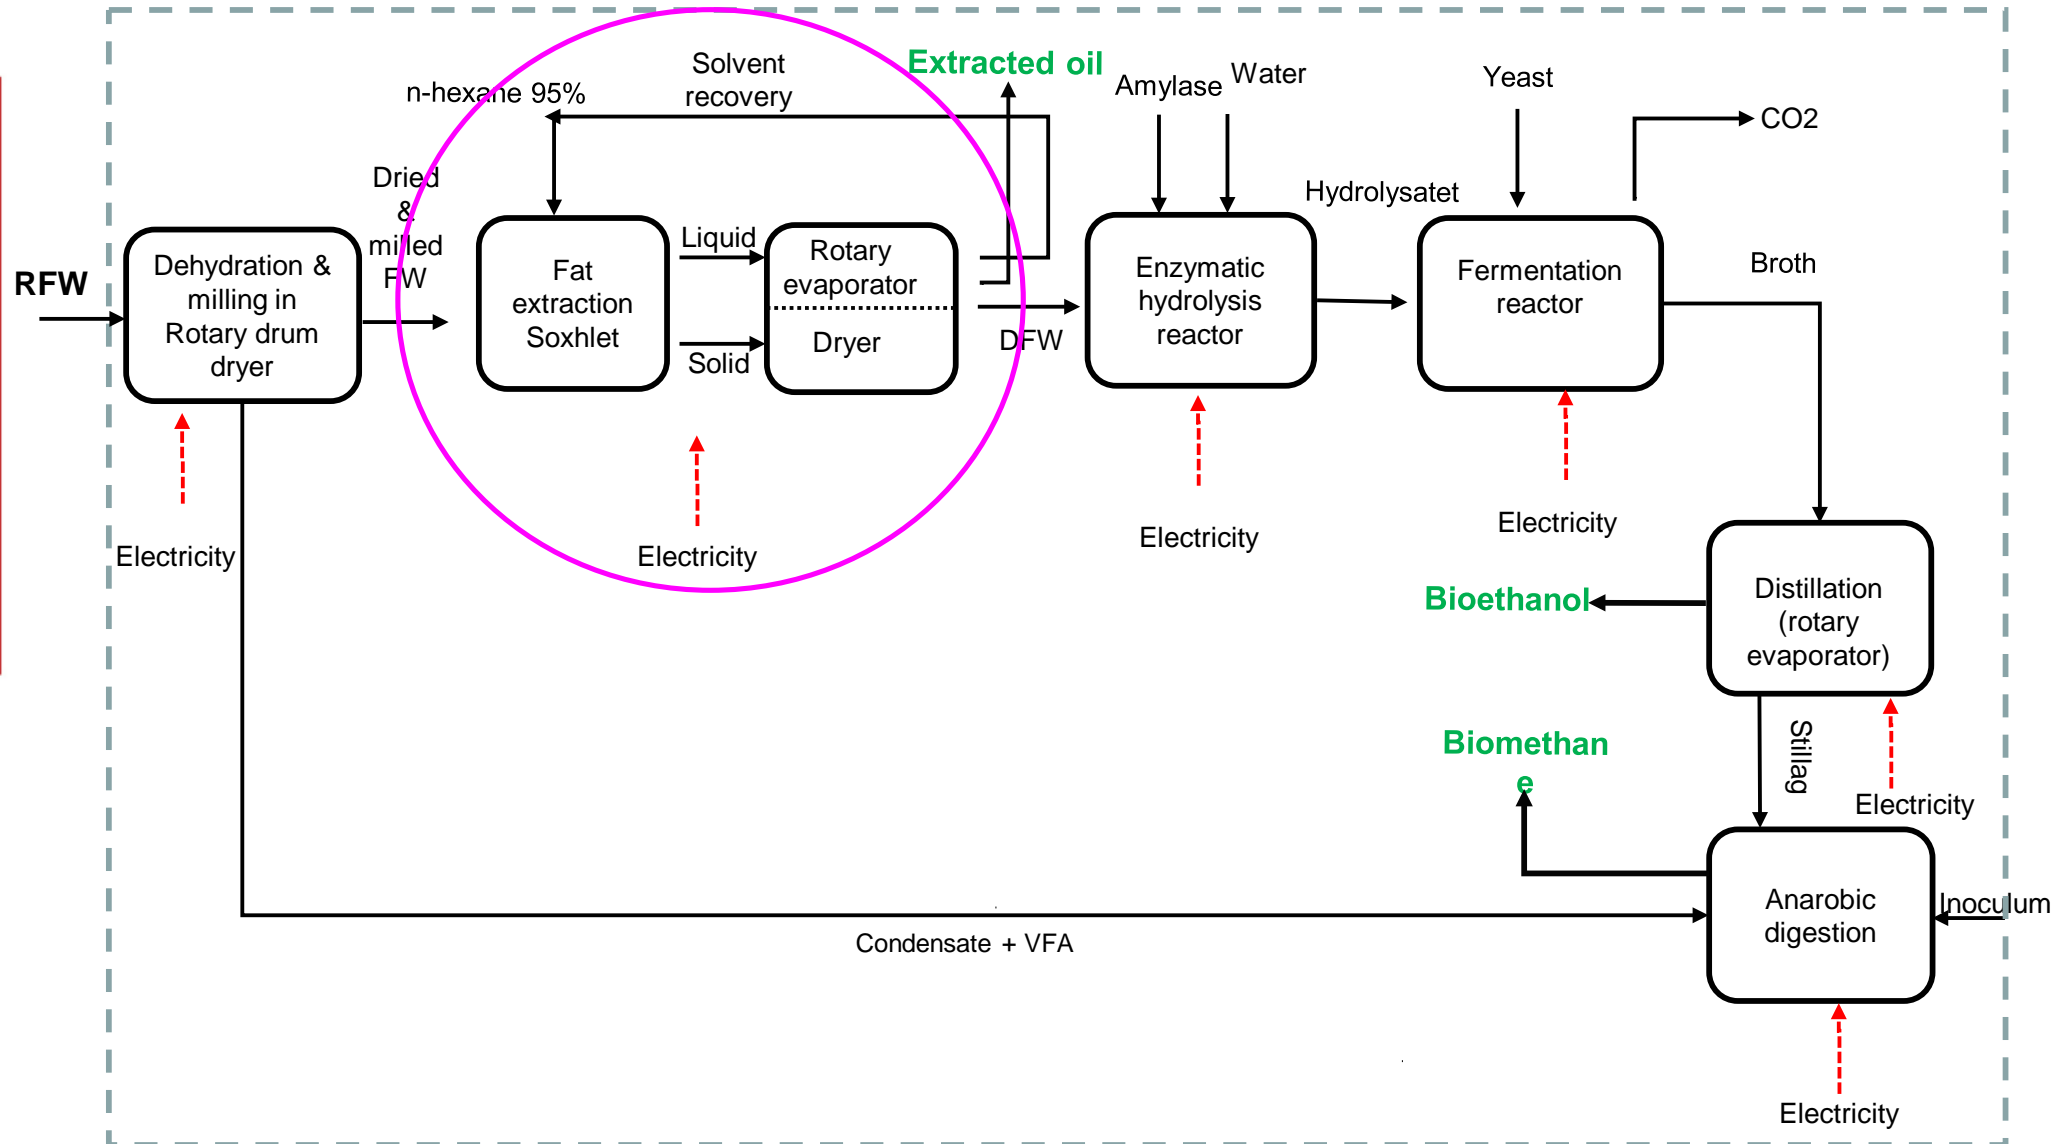 Solvent
recovery
Extracted oil
n-hexane 95%
Amylase
Water
Yeast
CO2
Dried
&
milled
FW
Hydrolysatet
RFW
Dehydration &
milling in
Rotary drum
dryer
Fat
extraction
Soxhlet
Liquid
Solid
Rotary
evaporator
Dryer
DFW
Enzymatic
hydrolysis
reactor
Fermentation
reactor
Broth
Electricity
Electricity
Electricity
Electricity
Bioethanol
Distillation
(rotary
evaporator)
Stillag
Electricity
Biomethan
e
Anarobic
digestion
Inoculum
Condensate + VFA
Electricity